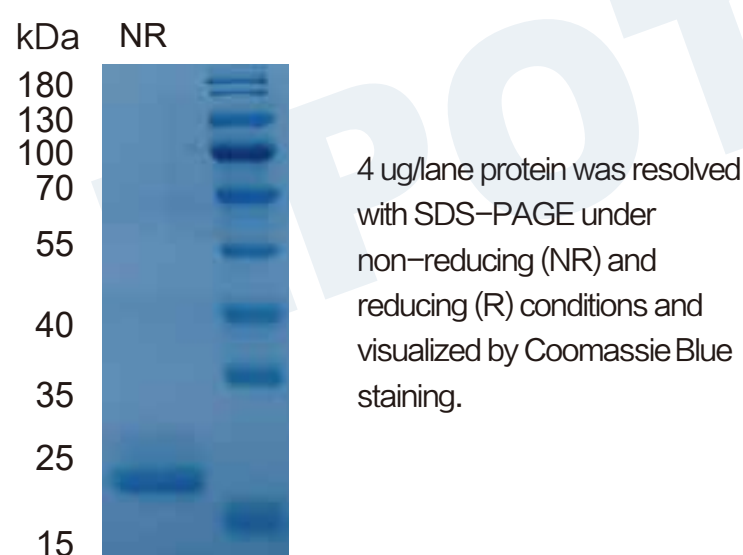 kDa NR
180
130
100
70
55
40
35
25
15
4 ug/lane protein was resolved
with SDS-PAGE under
non-reducing (NR) and
reducing (R) conditions and
visualized by Coomassie Blue
staining.
POT